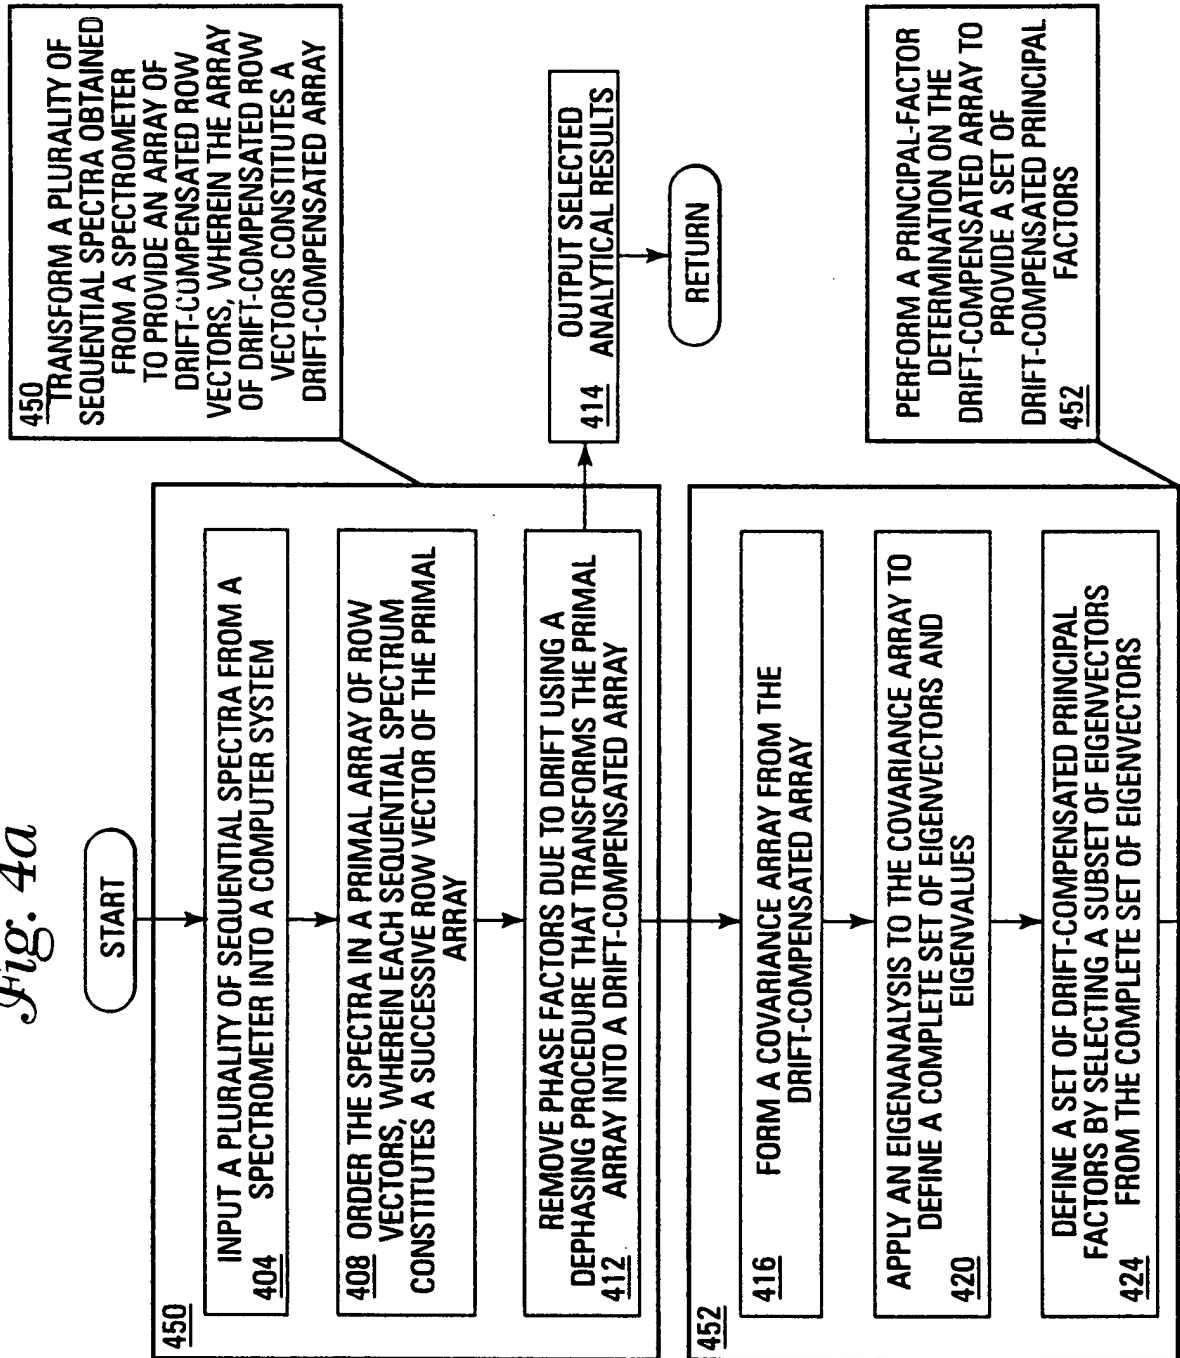 Fig. 4a
START
450
INPUT A PLURALITY OF SEQUENTIAL SPECTRA FROM A
SPECTROMETER INTO A COMPUTER SYSTEM
404
408 ORDER THE SPECTRA IN A PRIMAL ARRAY OF ROW
VECTORS, WHEREIN EACH SEQUENTIAL SPECTRUM
CONSTITUTES A SUCCESSIVE ROW VECTOR OF THE PRIMAL
ARRAY
REMOVE PHASE FACTORS DUE TO DRIFT USING A
DEPHASING PROCEDURE THAT TRANSFORMS THE PRIMAL
412 ARRAY INTO A DRIFT-COMPENSATED ARRAY
450
TRANSFORM A PLURALITY OF
SEQUENTIAL SPECTRA OBTAINED
FROM A SPECTROMETER
TO PROVIDE AN ARRAY OF
DRIFT-COMPENSATED ROW
VECTORS, WHEREIN THE ARRAY
OF DRIFT-COMPENSATED ROW
VECTORS CONSTITUTES A
DRIFT-COMPENSATED ARRAY
OUTPUT SELECTED
414 ANALYTICAL RESULTS
RETURN
452
FORM A COVARIANCE ARRAY FROM THE
416 DRIFT-COMPENSATED ARRAY
APPLY AN EIGENANALYSIS TO THE COVARIANCE ARRAY TO
DEFINE A COMPLETE SET OF EIGENVECTORS AND
420 EIGENVALUES
DEFINE A SET OF DRIFT-COMPENSATED PRINCIPAL
FACTORS BY SELECTING A SUBSET OF EIGENVECTORS
424 FROM THE COMPLETE SET OF EIGENVECTORS
PERFORM A PRINCIPAL-FACTOR
DETERMINATION ON THE
DRIFT-COMPENSATED ARRAY TO
PROVIDE A SET OF
DRIFT-COMPENSATED PRINCIPAL
452 FACTORS